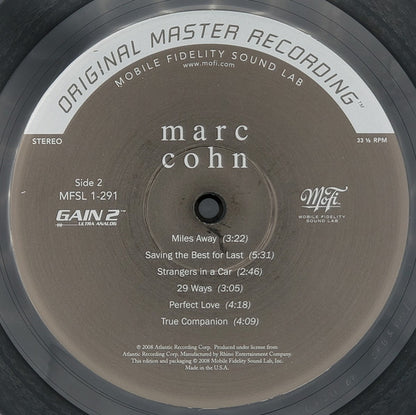 ORIGINAL MASTER RECORDING™
MOBILE FIDELITY SOUND LAB
www.mofi.com
STEREO
33 ⅓ RPM
marc
cohn
Side 2
MFSL 1-291
GAIN 2™
ULTRA ANALOG
MoFi
MOBILE FIDELITY
SOUND LAB
Miles Away (3:22)
Saving the Best for Last (5:31)
Strangers in a Car (2:46)
29 Ways (3:05)
Perfect Love (4:18)
True Companion (4:09)
℗ 2008 Atlantic Recording Corp. Produced under license from
Atlantic Recording Corp. Manufactured by Rhino Entertainment Company.
This edition and packaging © 2008 Mobile Fidelity Sound Lab, Inc.
Made in the U.S.A.